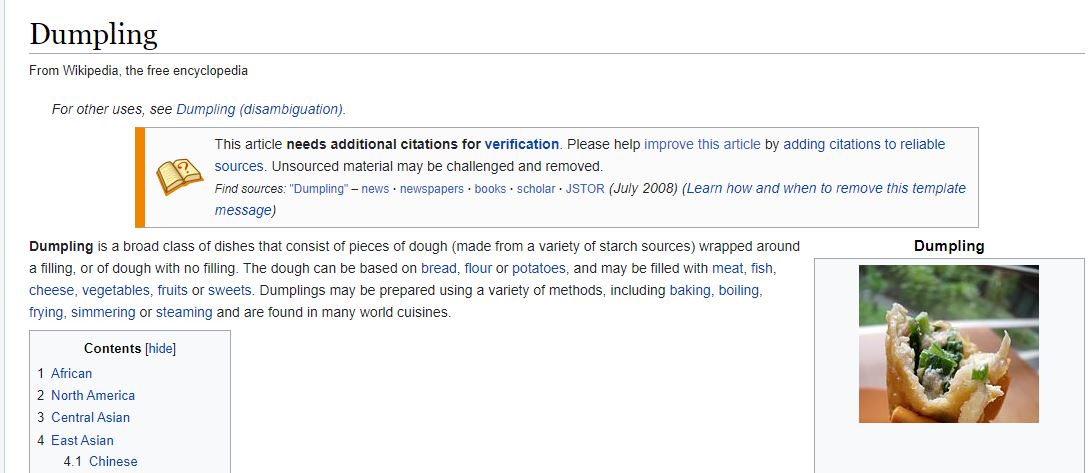 Dumpling
From Wikipedia, the free encyclopedia
For other uses, see Dumpling (disambiguation).
This article needs additional citations for verification. Please help improve this article by adding citations to reliable
sources. Unsourced material may be challenged and removed.
Find sources: "Dumpling" – news · newspapers · books · scholar · JSTOR (July 2008) (Learn how and when to remove this template
message)
Dumpling is a broad class of dishes that consist of pieces of dough (made from a variety of starch sources) wrapped around
a filling, or of dough with no filling. The dough can be based on bread, flour or potatoes, and may be filled with meat, fish,
cheese, vegetables, fruits or sweets. Dumplings may be prepared using a variety of methods, including baking, boiling,
frying, simmering or steaming and are found in many world cuisines.
Dumpling
Contents [hide]
1 African
2 North America
3 Central Asian
4 East Asian
4.1 Chinese